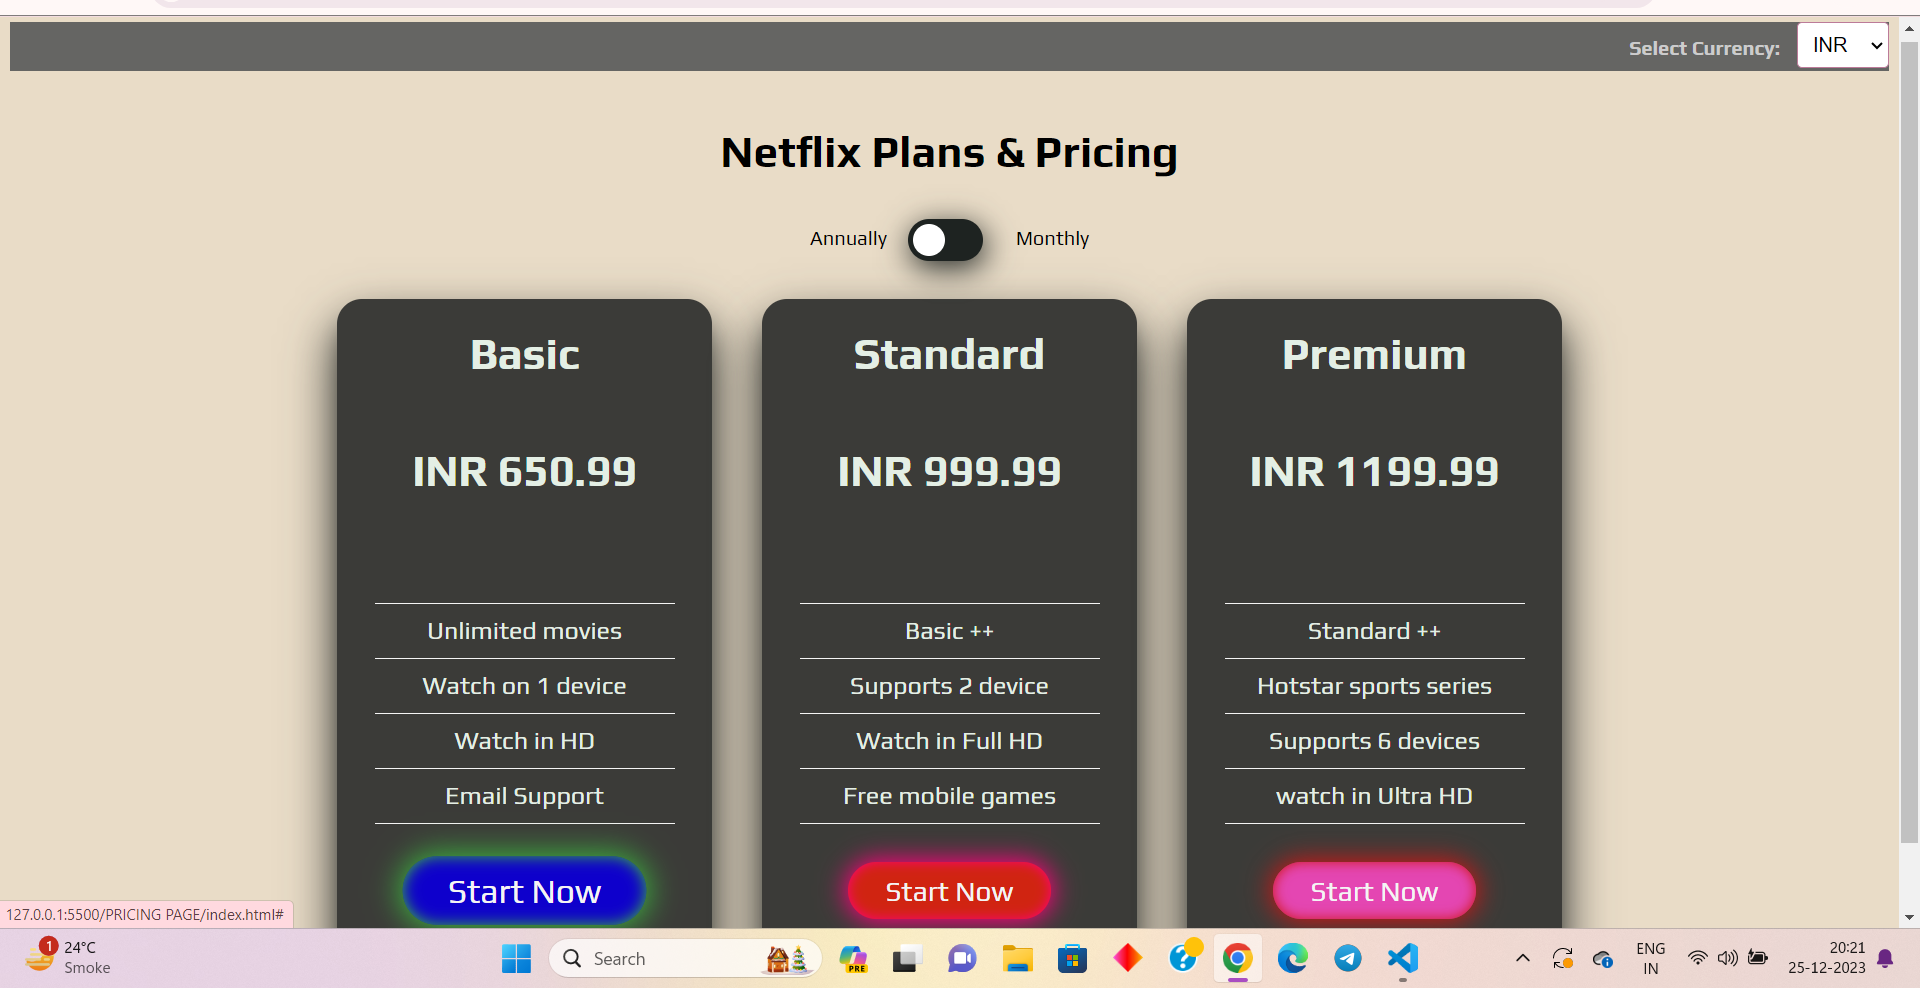 Select Currency: INR
Netflix Plans & Pricing
Annually Monthly
Basic
INR 650.99
Unlimited movies
Watch on 1 device
Watch in HD
Email Support
Start Now
Standard
INR 999.99
Basic ++
Supports 2 device
Watch in Full HD
Free mobile games
Start Now
Premium
INR 1199.99
Standard ++
Hotstar sports series
Supports 6 devices
watch in Ultra HD
Start Now
127.0.0.1:5500/PRICING PAGE/index.html#
1
24°C
Smoke
Search
PRE
ENG
IN
20:21
25-12-2023